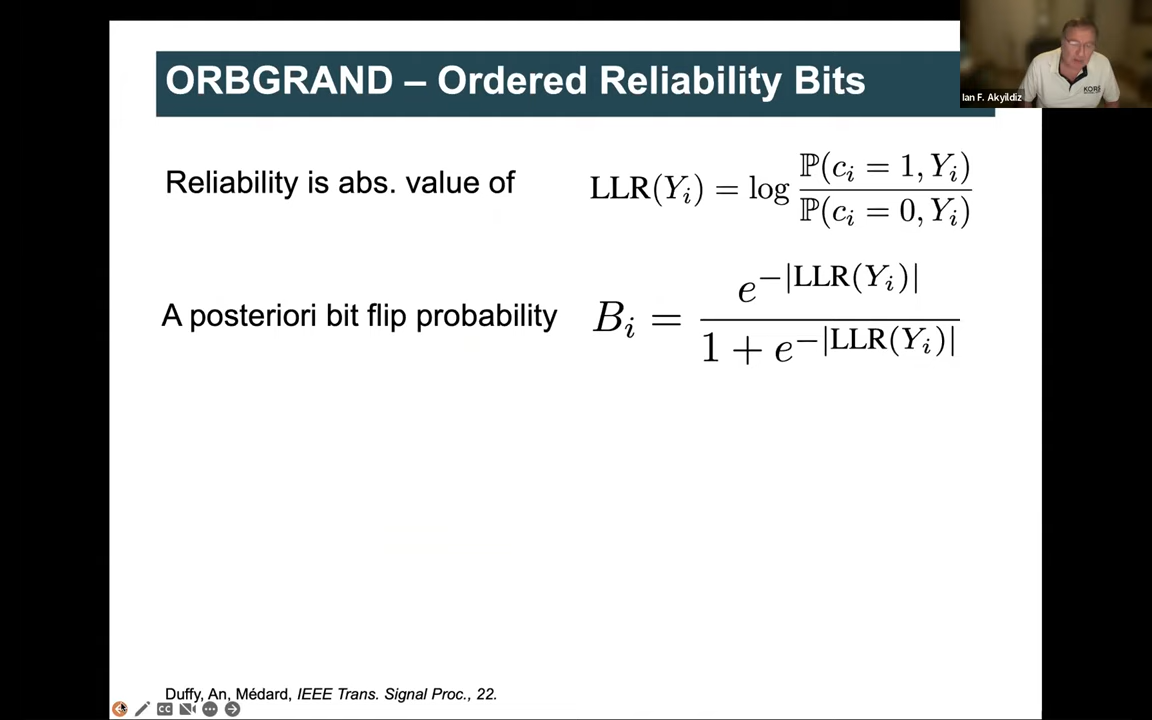 ORBGRAND – Ordered Reliability Bits
Ian F. Akyildiz
KORS
Reliability is abs. value of LLR(Y_i) = log ℙ(c_i = 1, Y_i) / ℙ(c_i = 0, Y_i)
A posteriori bit flip probability B_i = e^{−|LLR(Y_i)|} / (1 + e^{−|LLR(Y_i)|})
Duffy, An, Médard, IEEE Trans. Signal Proc., 22.
CC